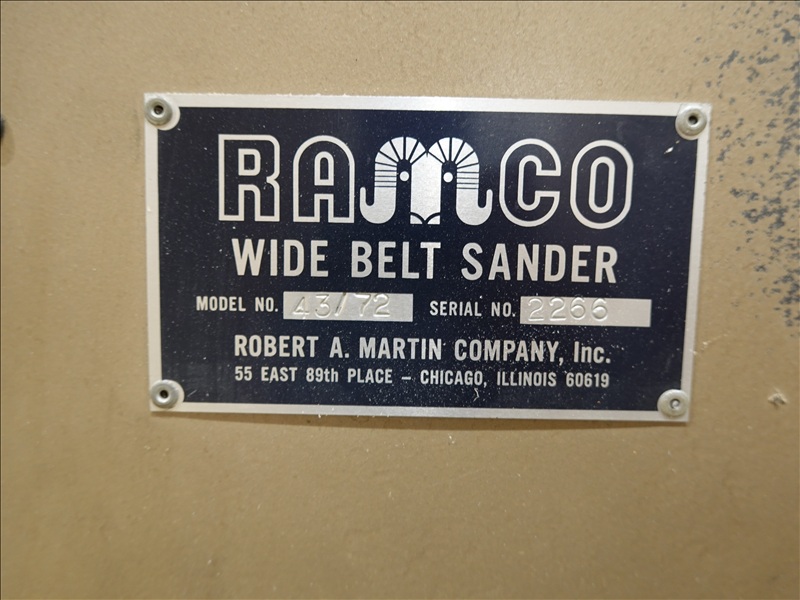 RAMCO
WIDE BELT SANDER
MODEL NO. 43/72 SERIAL NO. 2266
ROBERT A. MARTIN COMPANY, Inc.
55 EAST 89th PLACE – CHICAGO, ILLINOIS 60619